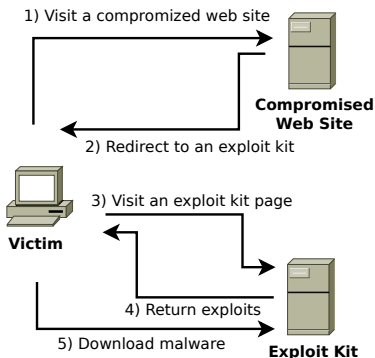 1) Visit a compromized web site
Compromised
Web Site
2) Redirect to an exploit kit
3) Visit an exploit kit page
Victim
4) Return exploits
5) Download malware
Exploit Kit